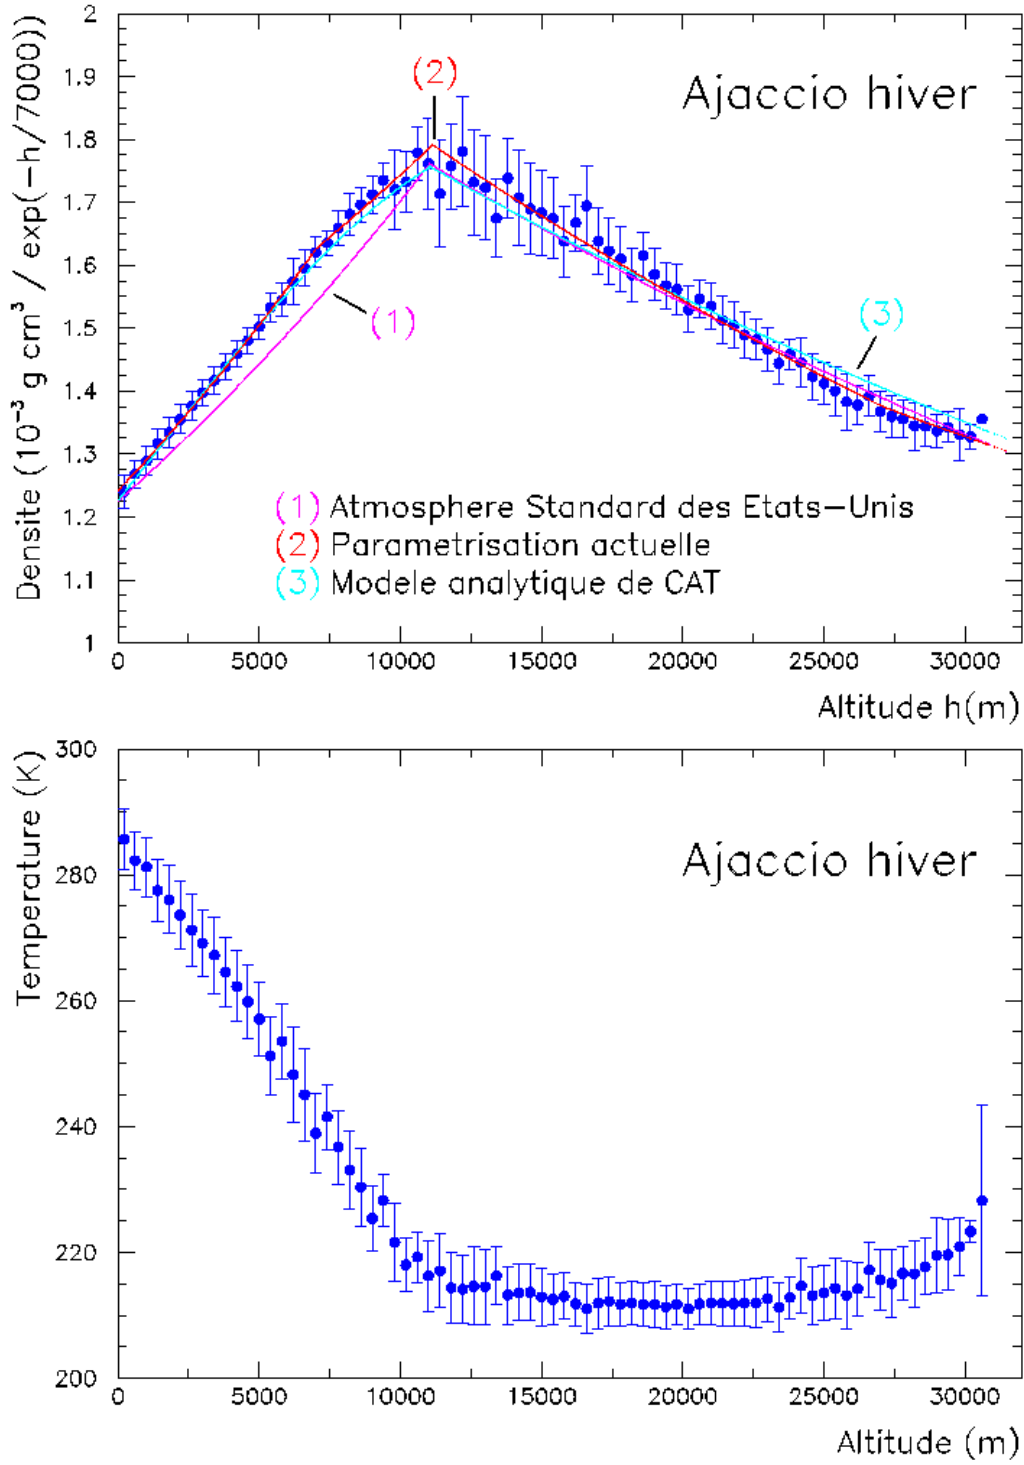 2
1.9
1.8
1.7
1.6
1.5
1.4
1.3
1.2
1.1
1
Densite (10⁻³ g cm³ / exp(−h/7000))
Ajaccio hiver
(2)
(1)
(3)
(1) Atmosphere Standard des Etats−Unis
(2) Parametrisation actuelle
(3) Modele analytique de CAT
0 5000 10000 15000 20000 25000 30000
Altitude h(m)
300
280
260
240
220
200
Temperature (K)
Ajaccio hiver
0 5000 10000 15000 20000 25000 30000
Altitude (m)